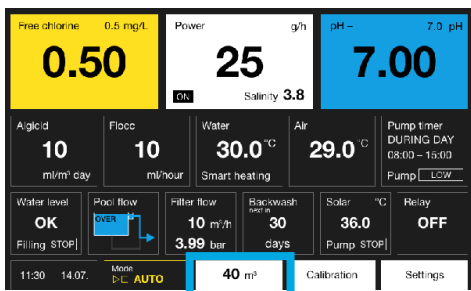 Free chlorine 0.5 mg/L
0.50
Power g/h
25
ON Salinity 3.8
pH – 7.0 pH
7.00
Algicid
10
ml/m³ day
Flocc
10
ml/hour
Water
30.0 °C
Smart heating
Air
29.0 °C
Pump timer
DURING DAY
08:00 – 15:00
Pump LOW
Water level
OK
Filling STOP
Pool flow
OVER
Filter flow
10 m³/h
3.99 bar
Backwash
next in
30
days
Solar °C
36.0
Pump STOP
Relay
OFF
11:30 14.07.
Mode
AUTO
40 m³
Calibration
Settings